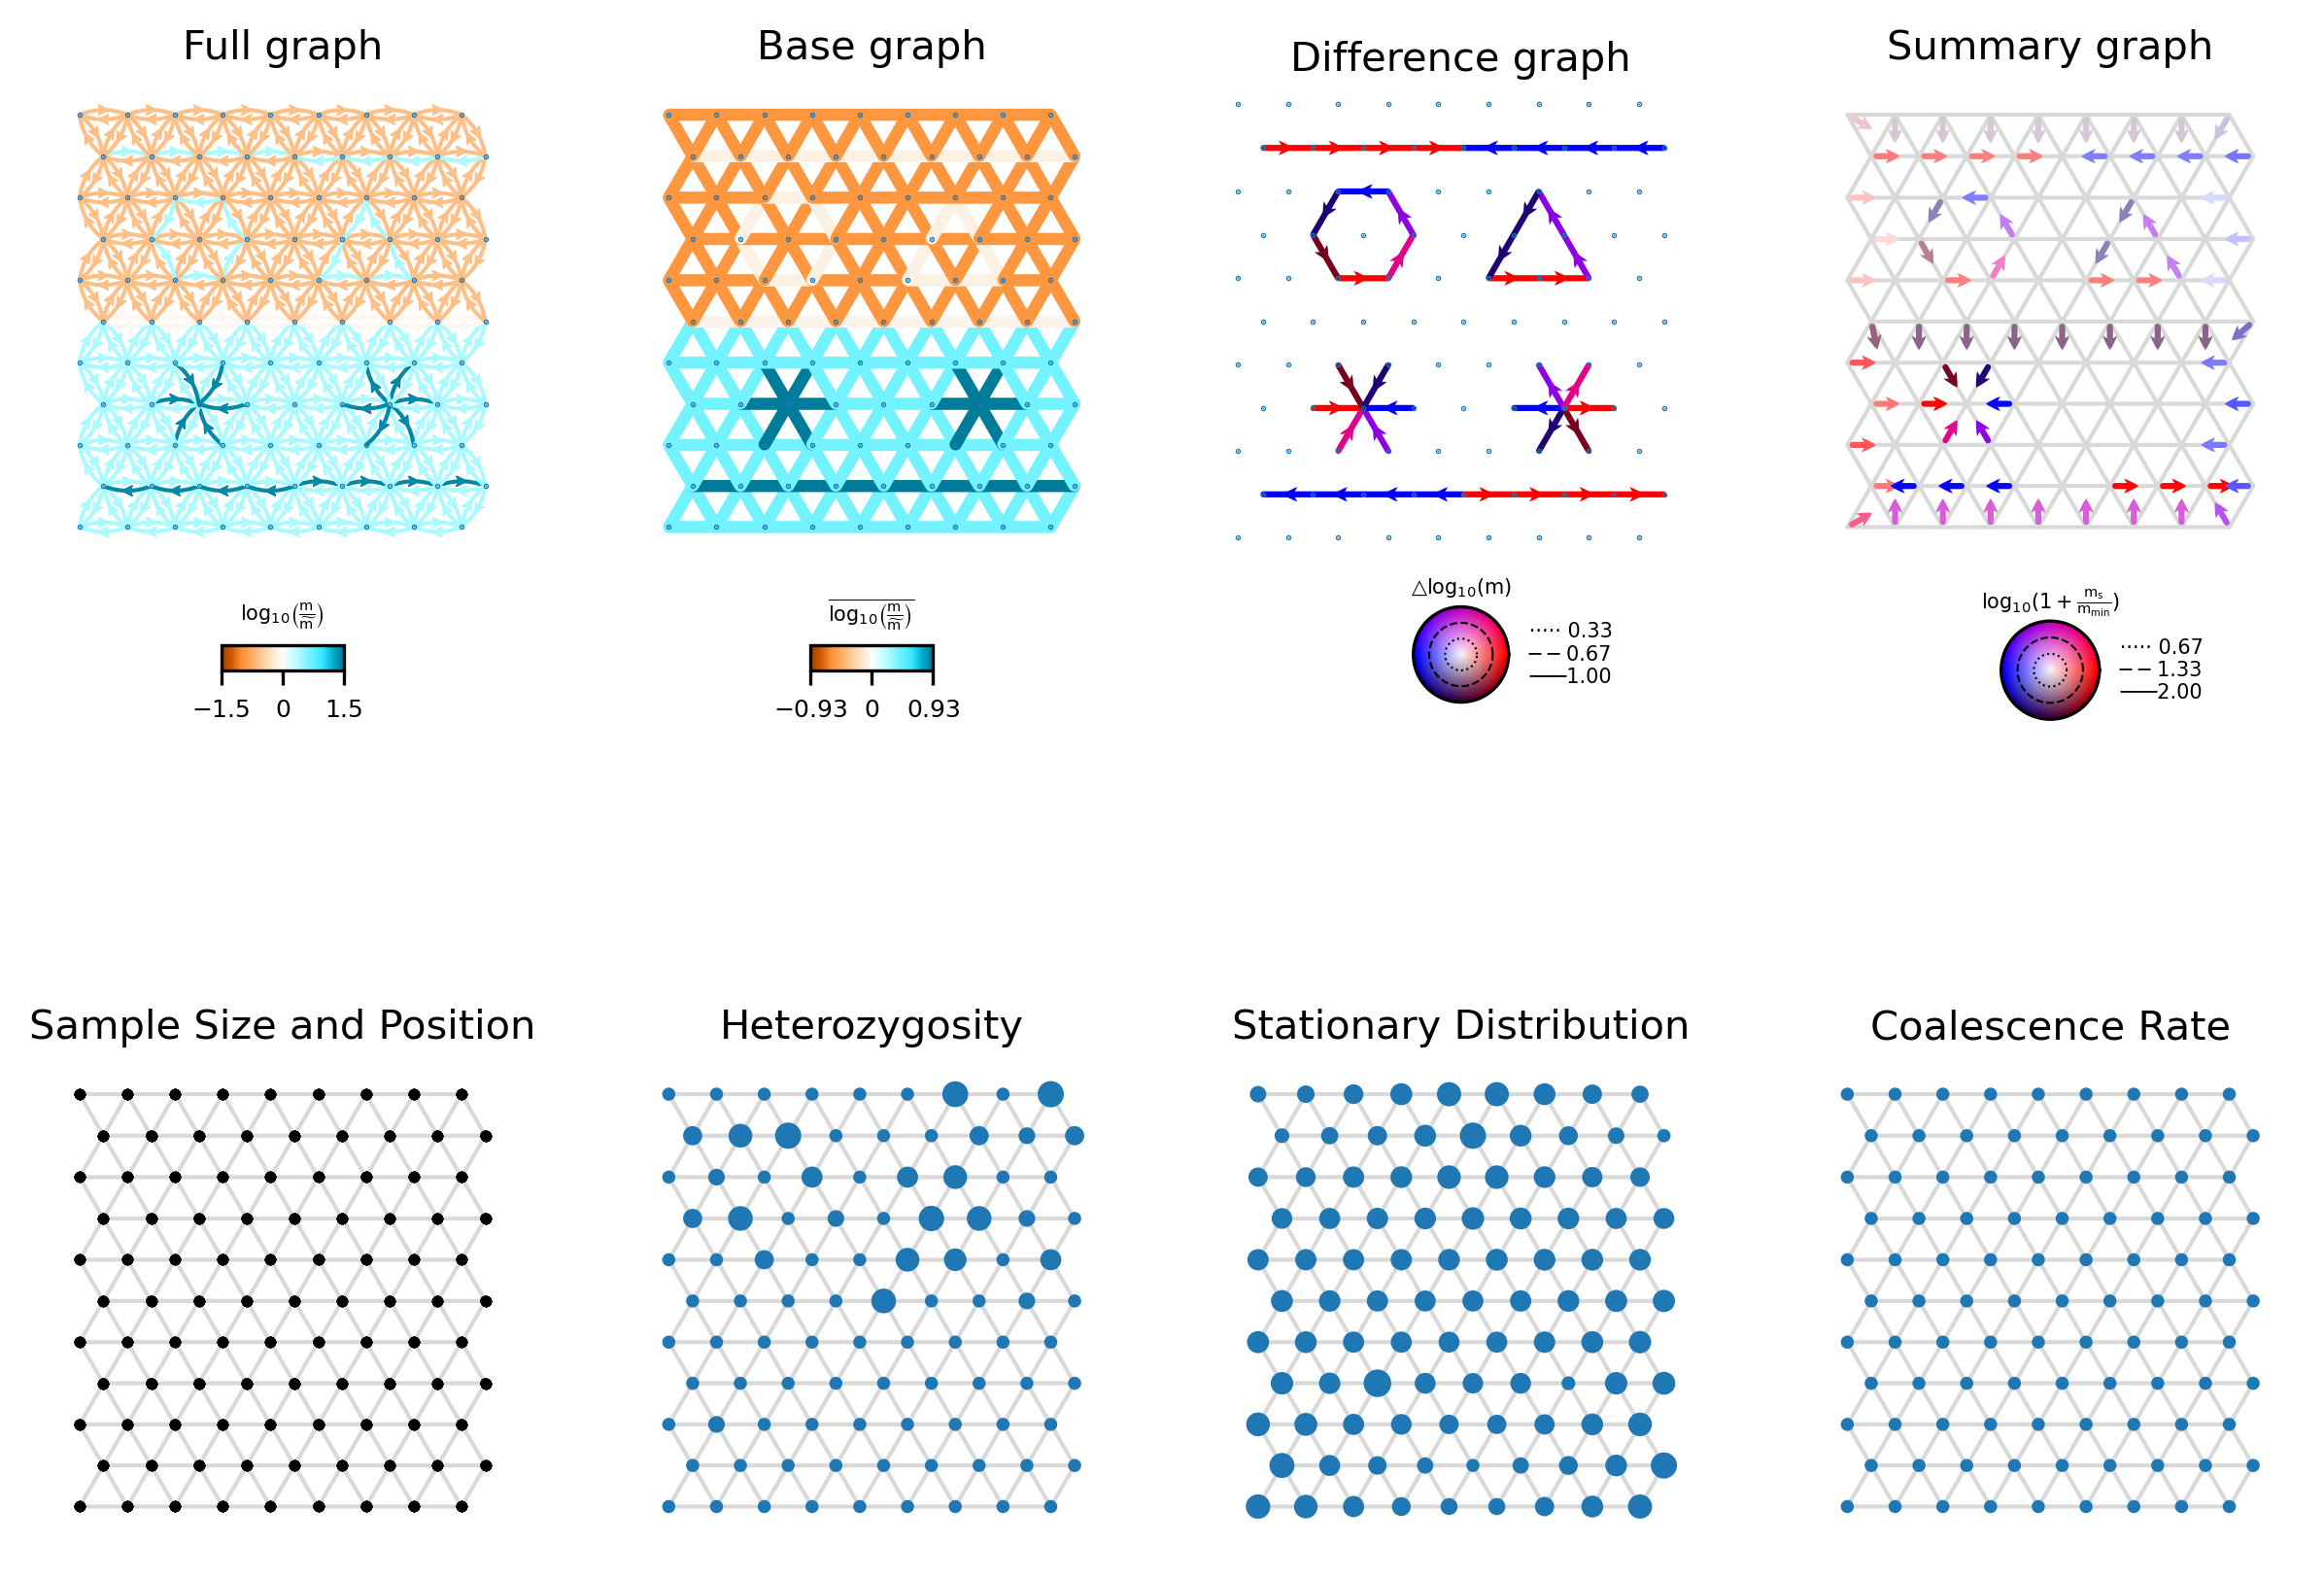 Full graph
Base graph
Difference graph
Summary graph
log₁₀(m/m̃)
−1.5 0 1.5
log₁₀(m/m̃)
−0.93 0 0.93
△log₁₀(m)
····· 0.33
−−0.67
—1.00
log₁₀(1 + mₛ/m_min)
····· 0.67
−−1.33
—2.00
Sample Size and Position
Heterozygosity
Stationary Distribution
Coalescence Rate